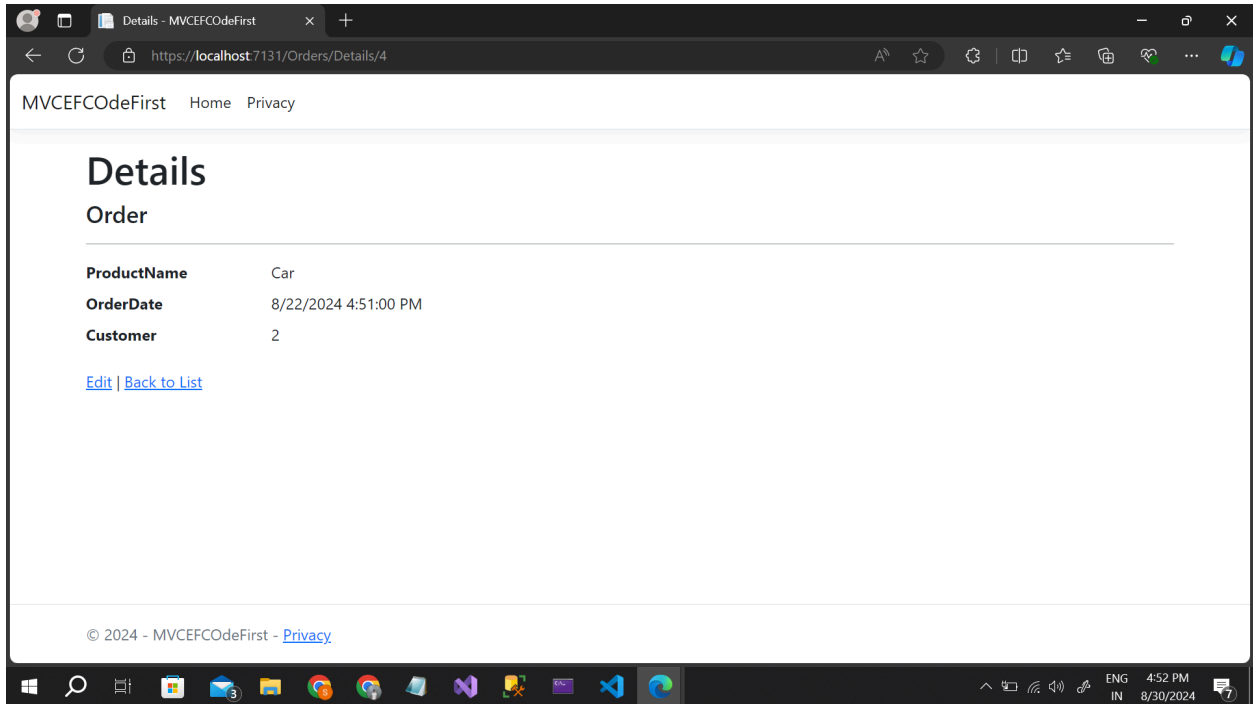 Details - MVCEFCOdeFirst
https://localhost:7131/Orders/Details/4
MVCEFCOdeFirst Home Privacy
Details
Order
ProductName Car
OrderDate 8/22/2024 4:51:00 PM
Customer 2
Edit | Back to List
© 2024 - MVCEFCOdeFirst - Privacy
3
ENG 4:52 PM
IN 8/30/2024
7